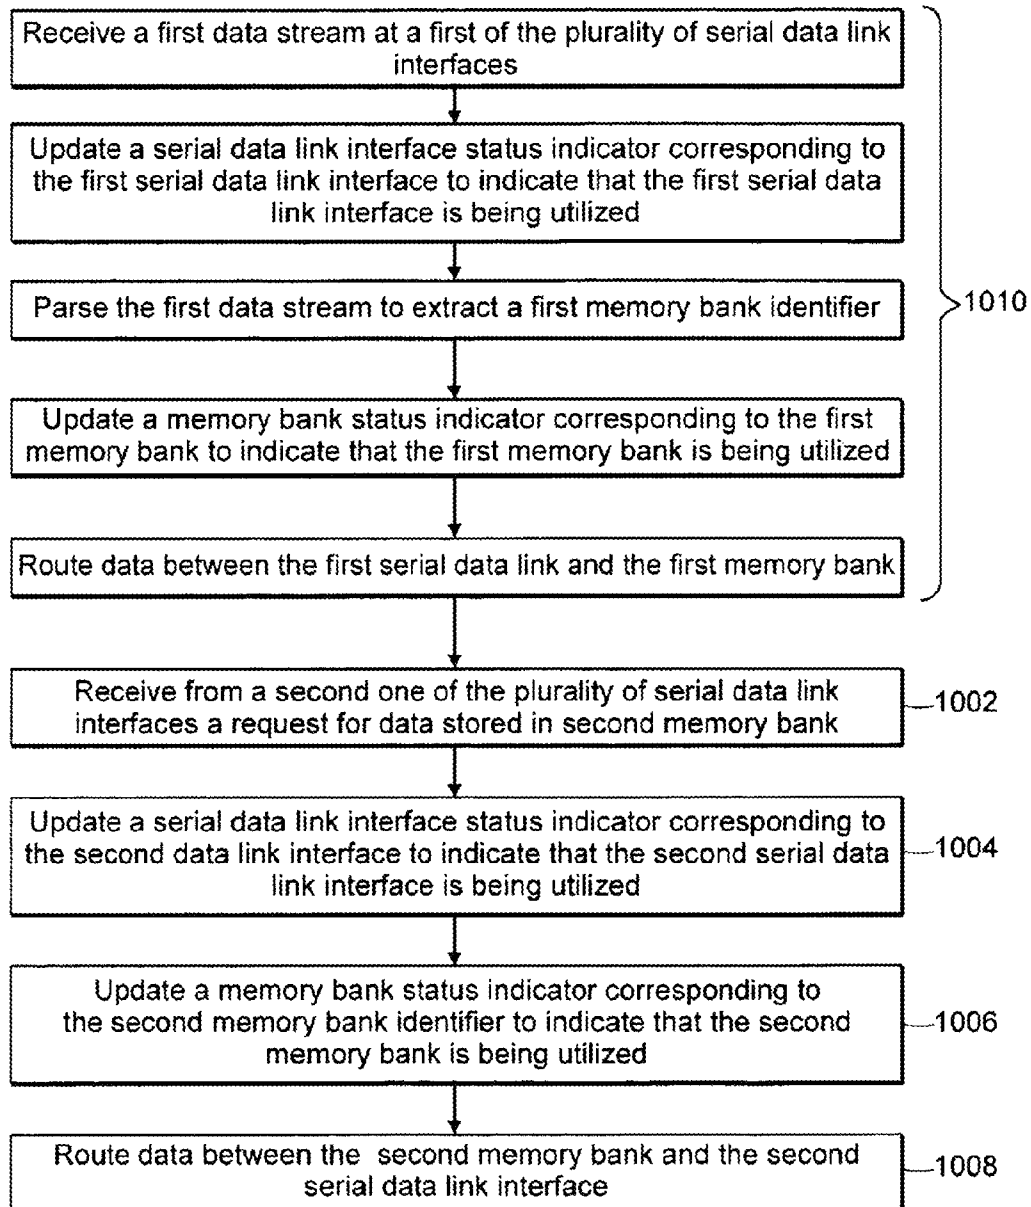 Receive a first data stream at a first of the plurality of serial data link
interfaces
Update a serial data link interface status indicator corresponding to
the first serial data link interface to indicate that the first serial data
link interface is being utilized
Parse the first data stream to extract a first memory bank identifier
1010
Update a memory bank status indicator corresponding to the first
memory bank to indicate that the first memory bank is being utilized
Route data between the first serial data link and the first memory bank
Receive from a second one of the plurality of serial data link
interfaces a request for data stored in second memory bank
1002
Update a serial data link interface status indicator corresponding to
the second data link interface to indicate that the second serial data
link interface is being utilized
1004
Update a memory bank status indicator corresponding to
the second memory bank identifier to indicate that the second
memory bank is being utilized
1006
Route data between the second memory bank and the second
serial data link interface
1008